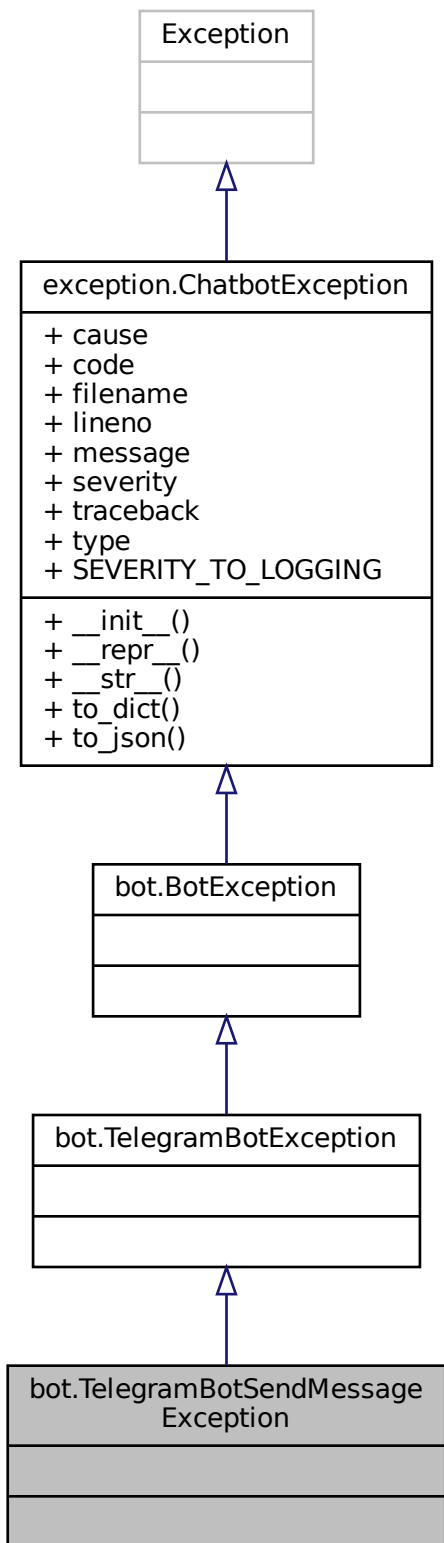 Exception
exception.ChatbotException
+ cause
+ code
+ filename
+ lineno
+ message
+ severity
+ traceback
+ type
+ SEVERITY_TO_LOGGING
+ __init__()
+ __repr__()
+ __str__()
+ to_dict()
+ to_json()
bot.BotException
bot.TelegramBotException
bot.TelegramBotSendMessage
Exception